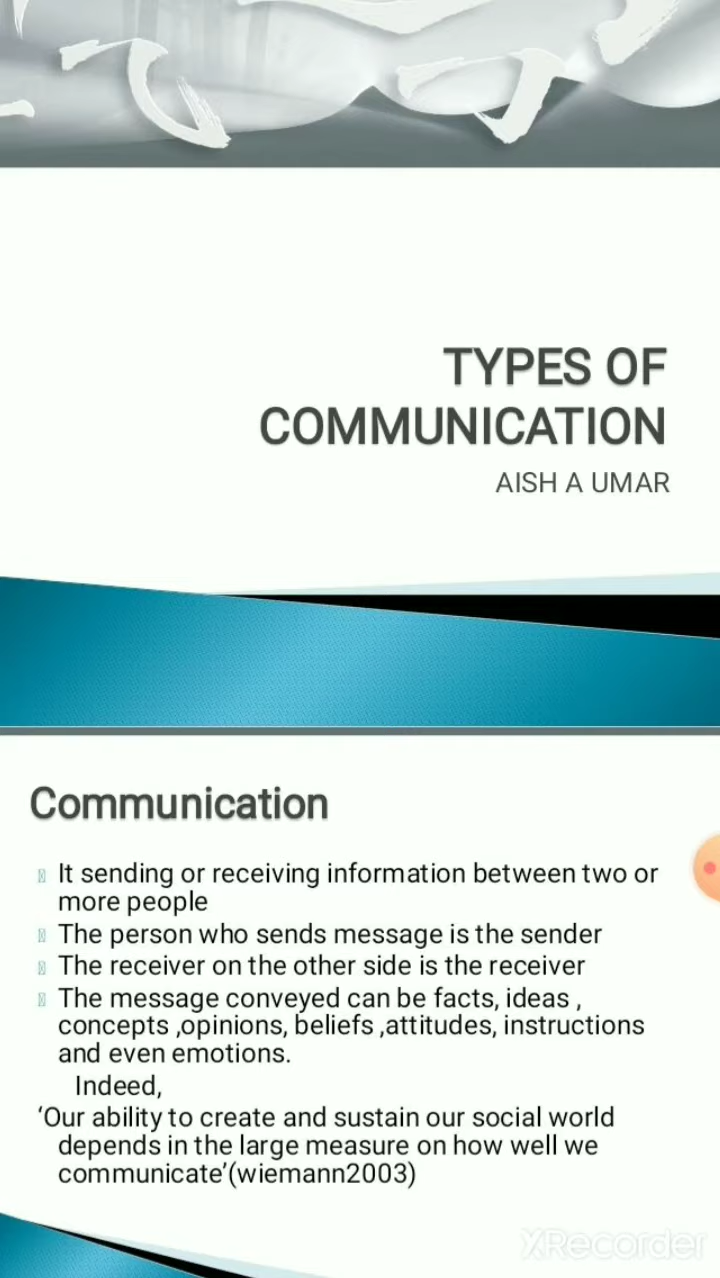 TYPES OF
COMMUNICATION
AISH A UMAR
Communication
It sending or receiving information between two or
more people
The person who sends message is the sender
The receiver on the other side is the receiver
The message conveyed can be facts, ideas ,
concepts ,opinions, beliefs ,attitudes, instructions
and even emotions.
Indeed,
‘Our ability to create and sustain our social world
depends in the large measure on how well we
communicate’(wiemann2003)
XRecorder